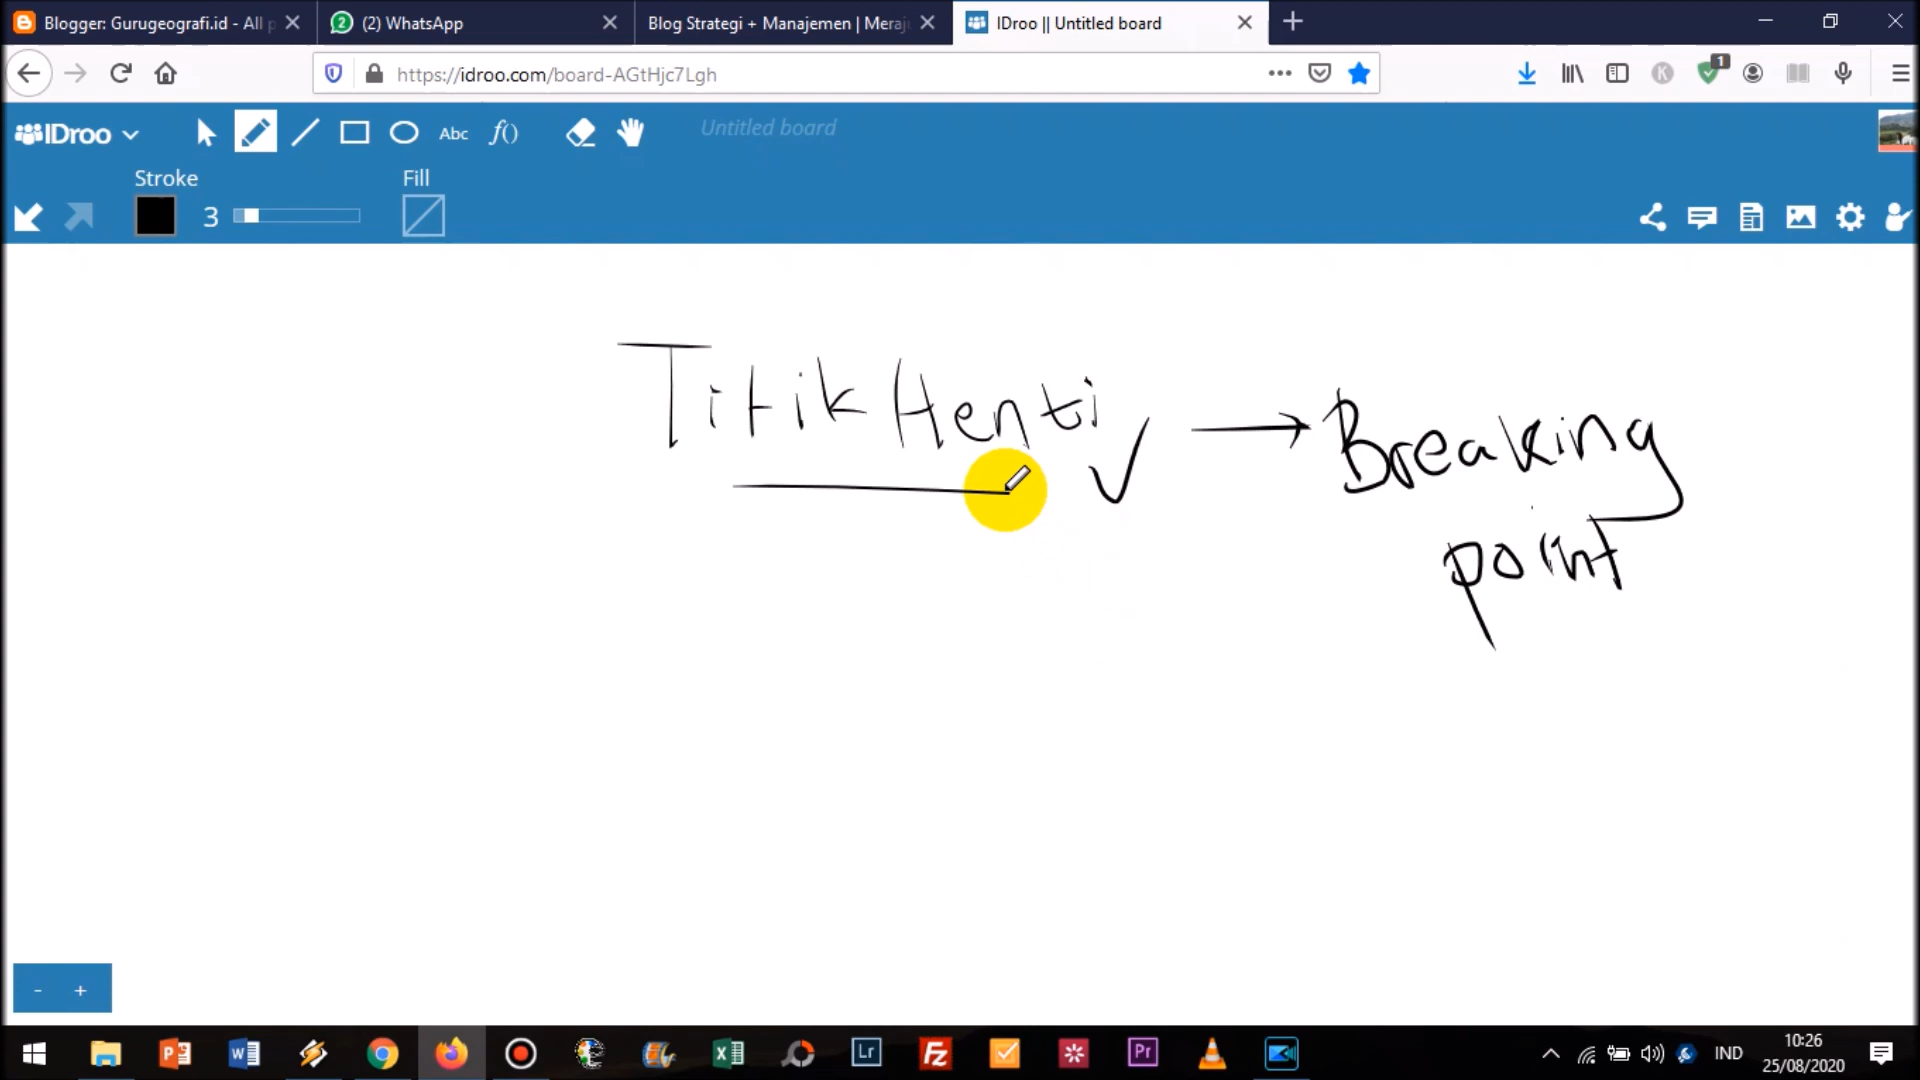 Blogger: Gurugeografi.id - All p
(2) WhatsApp
Blog Strategi + Manajemen | Meraj
IDroo || Untitled board
https://idroo.com/board-AGtHjc7Lgh
1
IDroo
Abc
f()
Untitled board
Stroke
Fill
3
Titik Henti
Breaking
point
- +
IND
10:26
25/08/2020